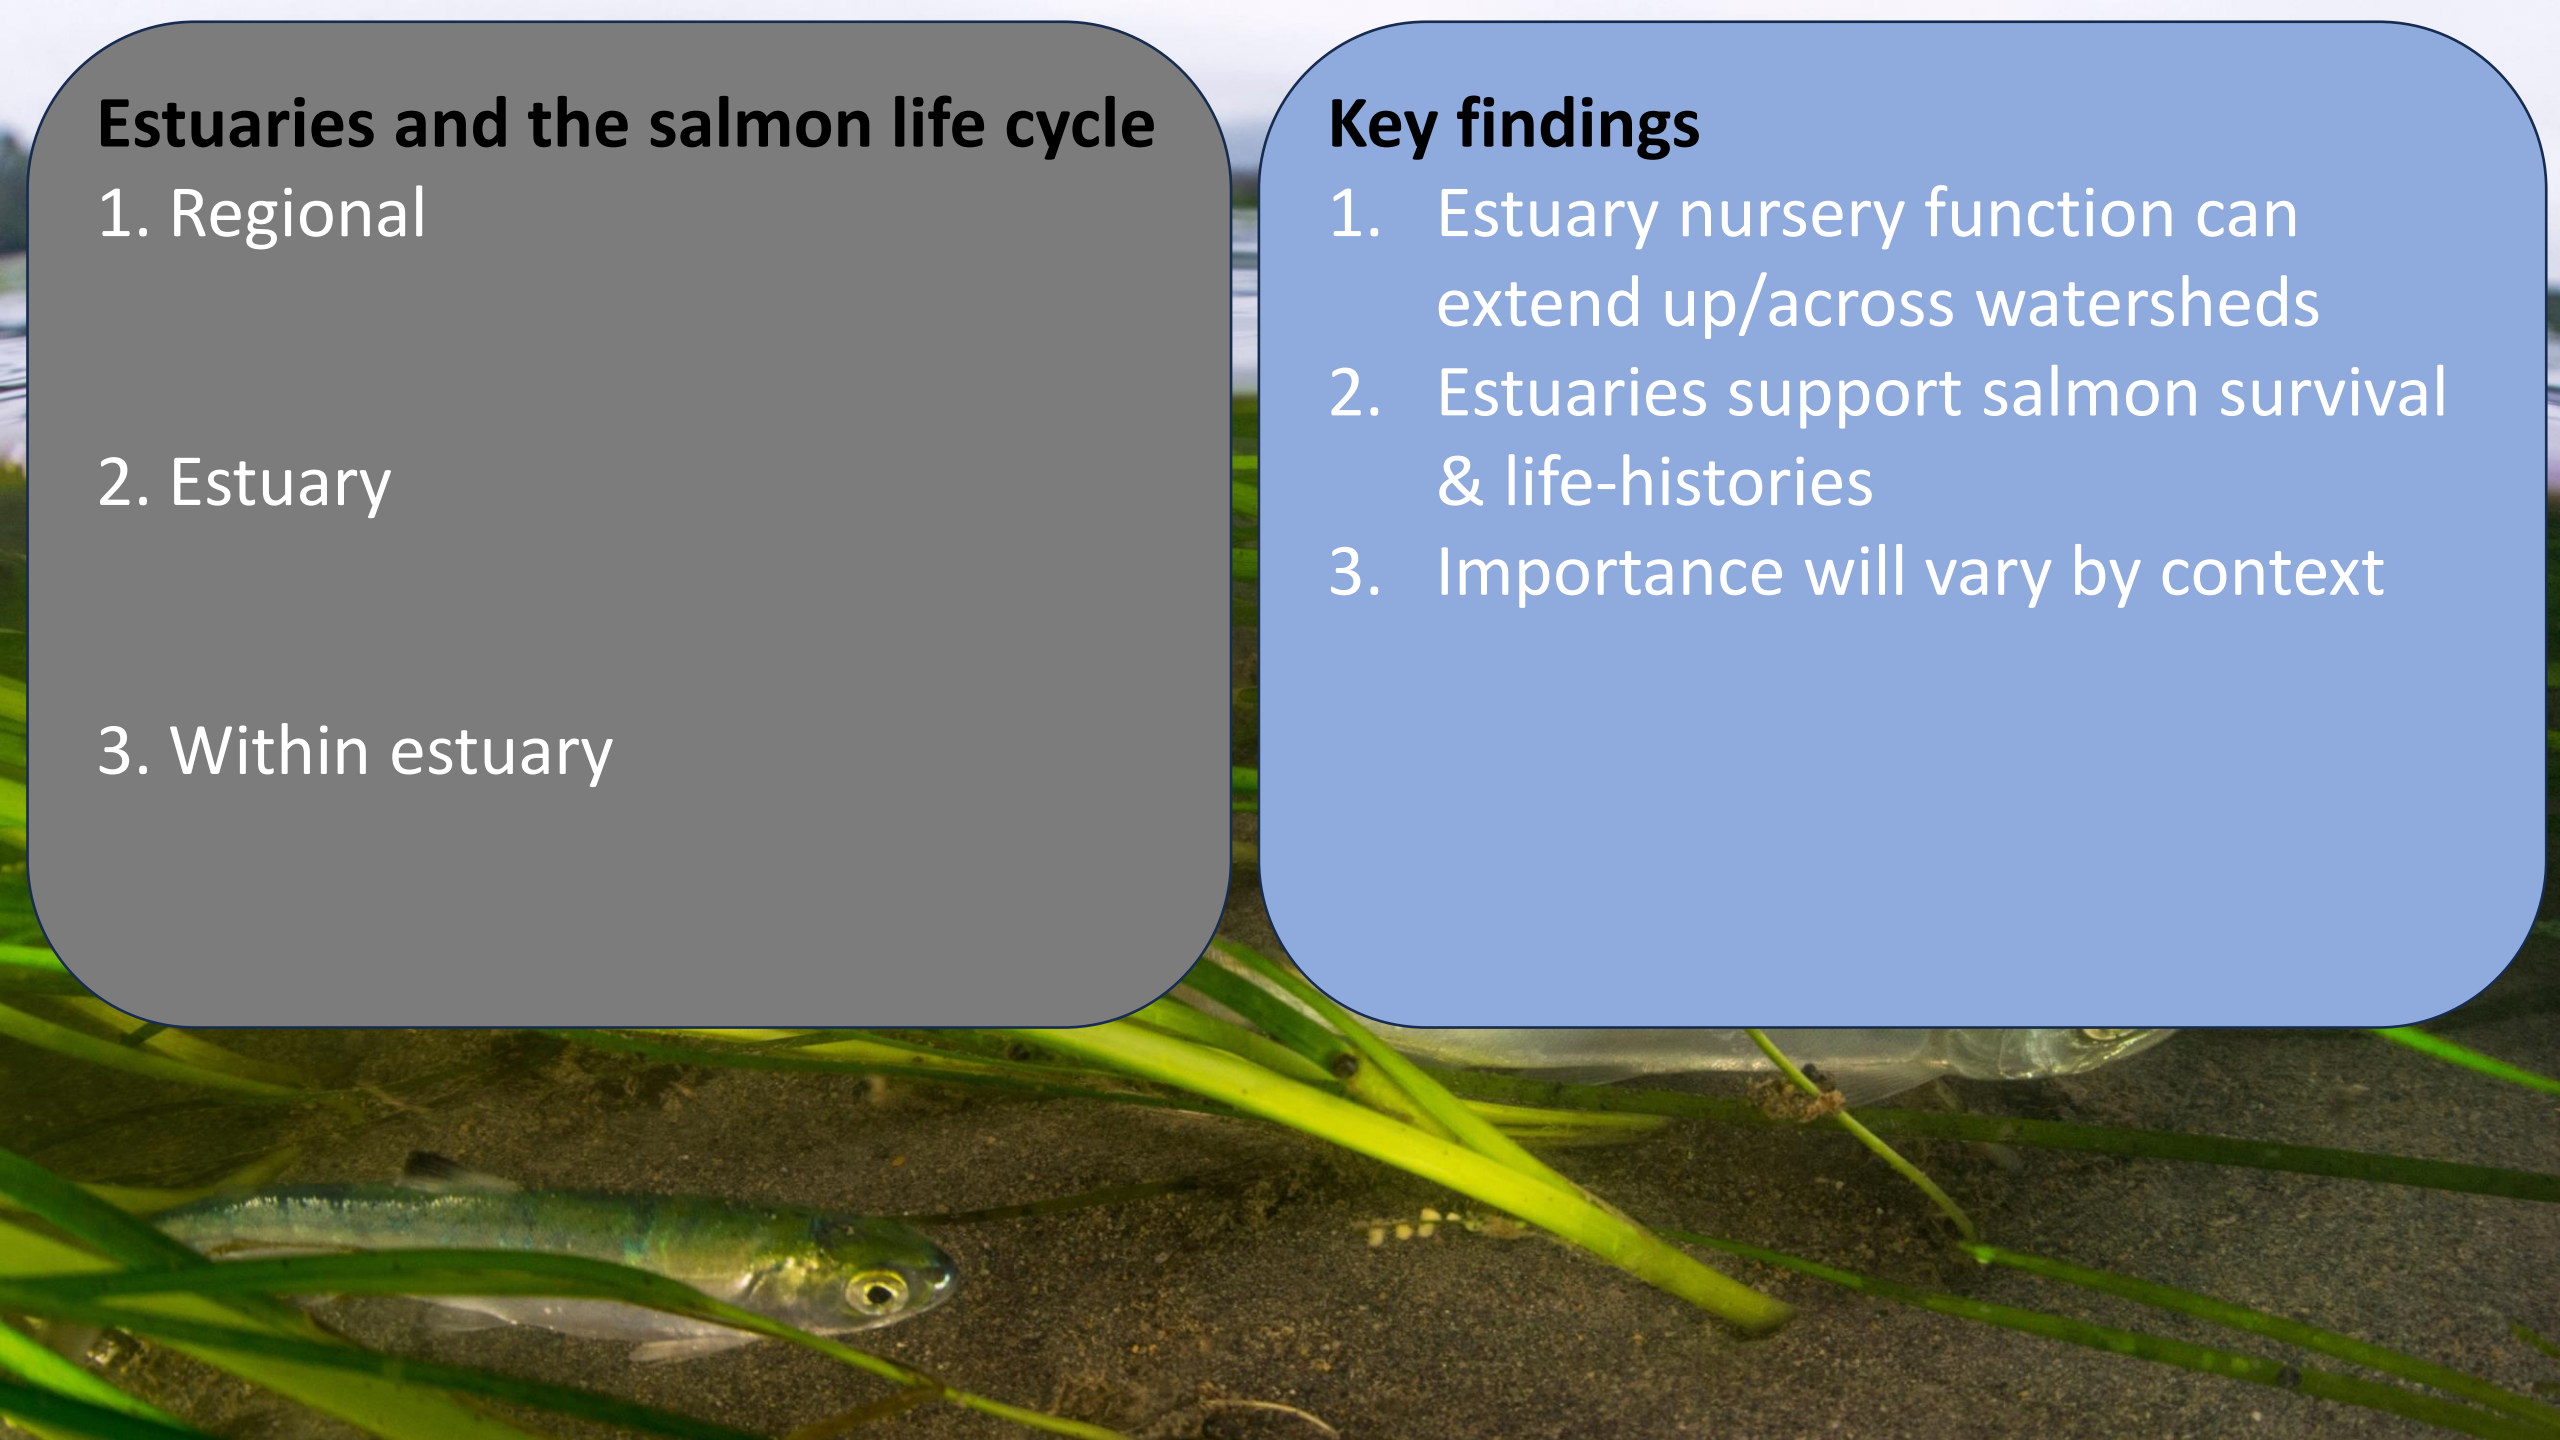 Estuaries and the salmon life cycle
1. Regional
2. Estuary
3. Within estuary
Key findings
1. Estuary nursery function can
extend up/across watersheds
2. Estuaries support salmon survival
& life-histories
3. Importance will vary by context